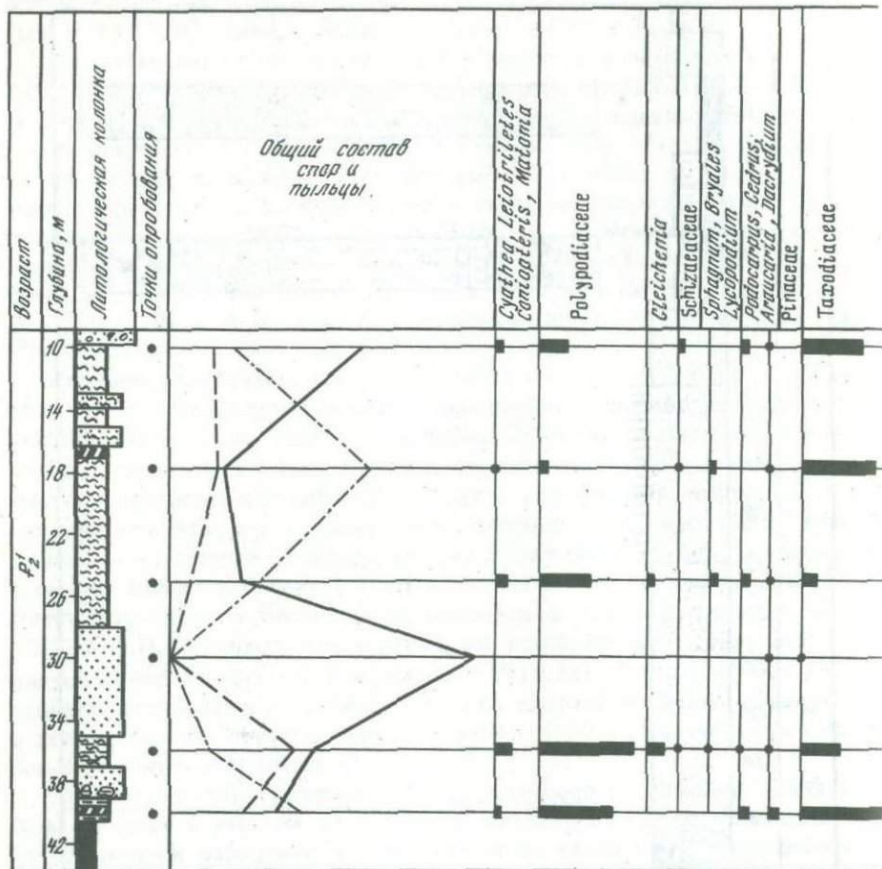 Возраст
Глубина, м
Литологическая колонка
Точки опробования
Общий состав
спор и
пыльцы
Cyathea, Leiotriletes
Coniopteris, Matonia
Polypodiaceae
Gleichenia
Schizaeaceae
Sphagnum, Bryales
Lycopodium
Podocarpus, Cedrus,
Araucaria, Dacrydium
Pinaceae
Taxodiaceae
10
14
18
22
26
30
34
38
42